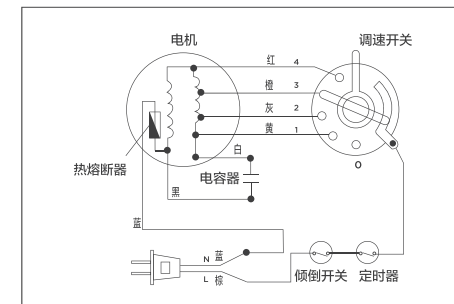 电机
调速开关
红 4
橙 3
灰 2
黄 1
白
O
热熔断器
电容器
黑
蓝
N 蓝
L 棕
倾倒开关 定时器